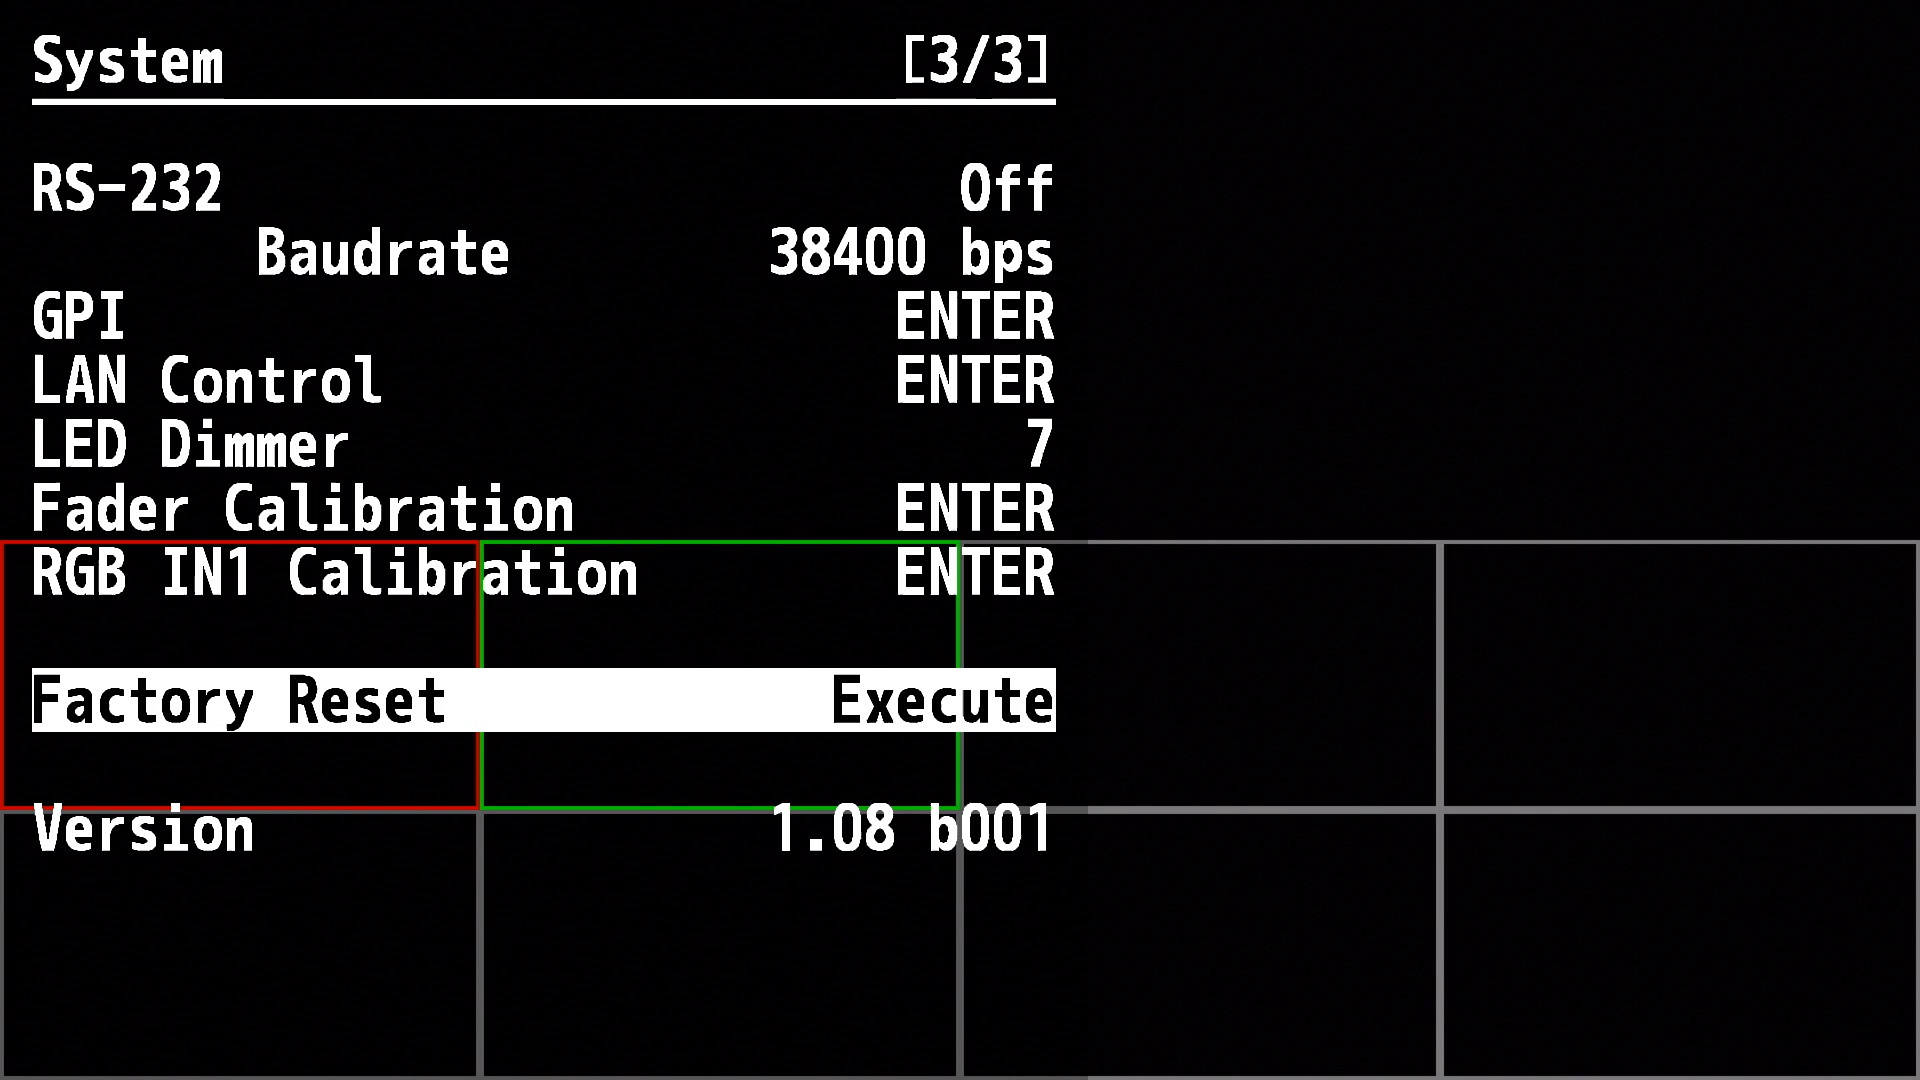 System [3/3]
RS-232 Off
Baudrate 38400 bps
GPI ENTER
LAN Control ENTER
LED Dimmer 7
Fader Calibration ENTER
RGB IN1 Calibration ENTER
Factory Reset Execute
Version 1.08 b001